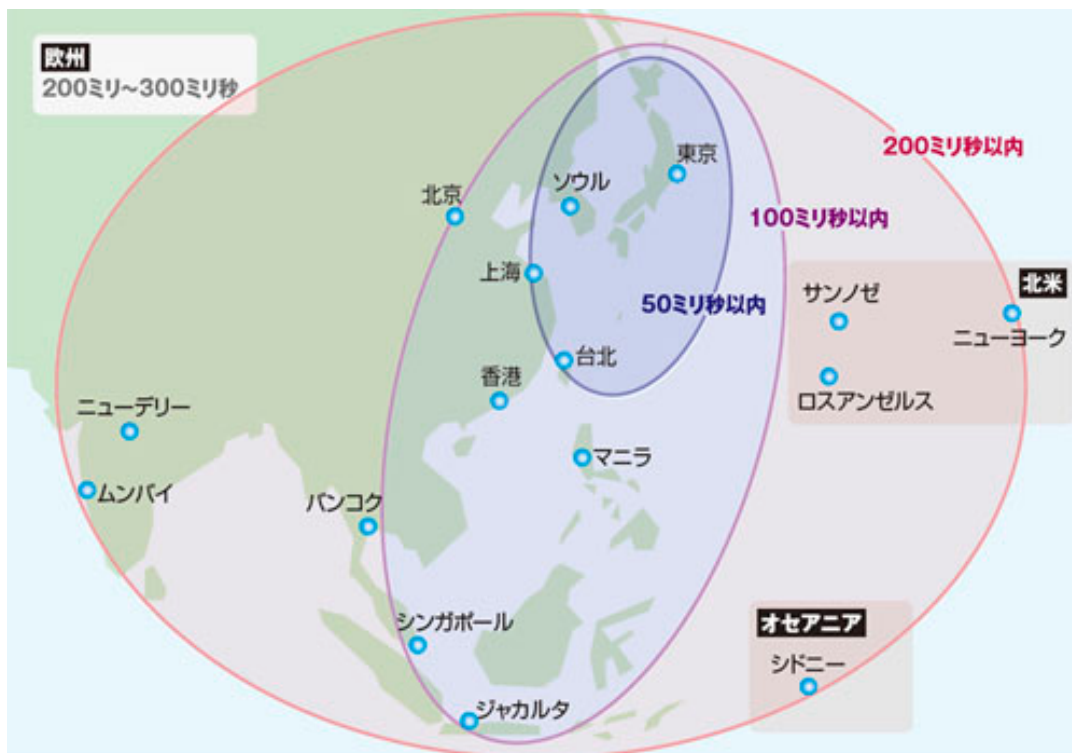 欧州
200ミリ~300ミリ秒
200ミリ秒以内
東京
ソウル
北京
100ミリ秒以内
上海
北米
サンノゼ
50ミリ秒以内
ニューヨーク
台北
香港
ロスアンゼルス
ニューデリー
マニラ
ムンバイ
バンコク
シンガポール
オセアニア
シドニー
ジャカルタ